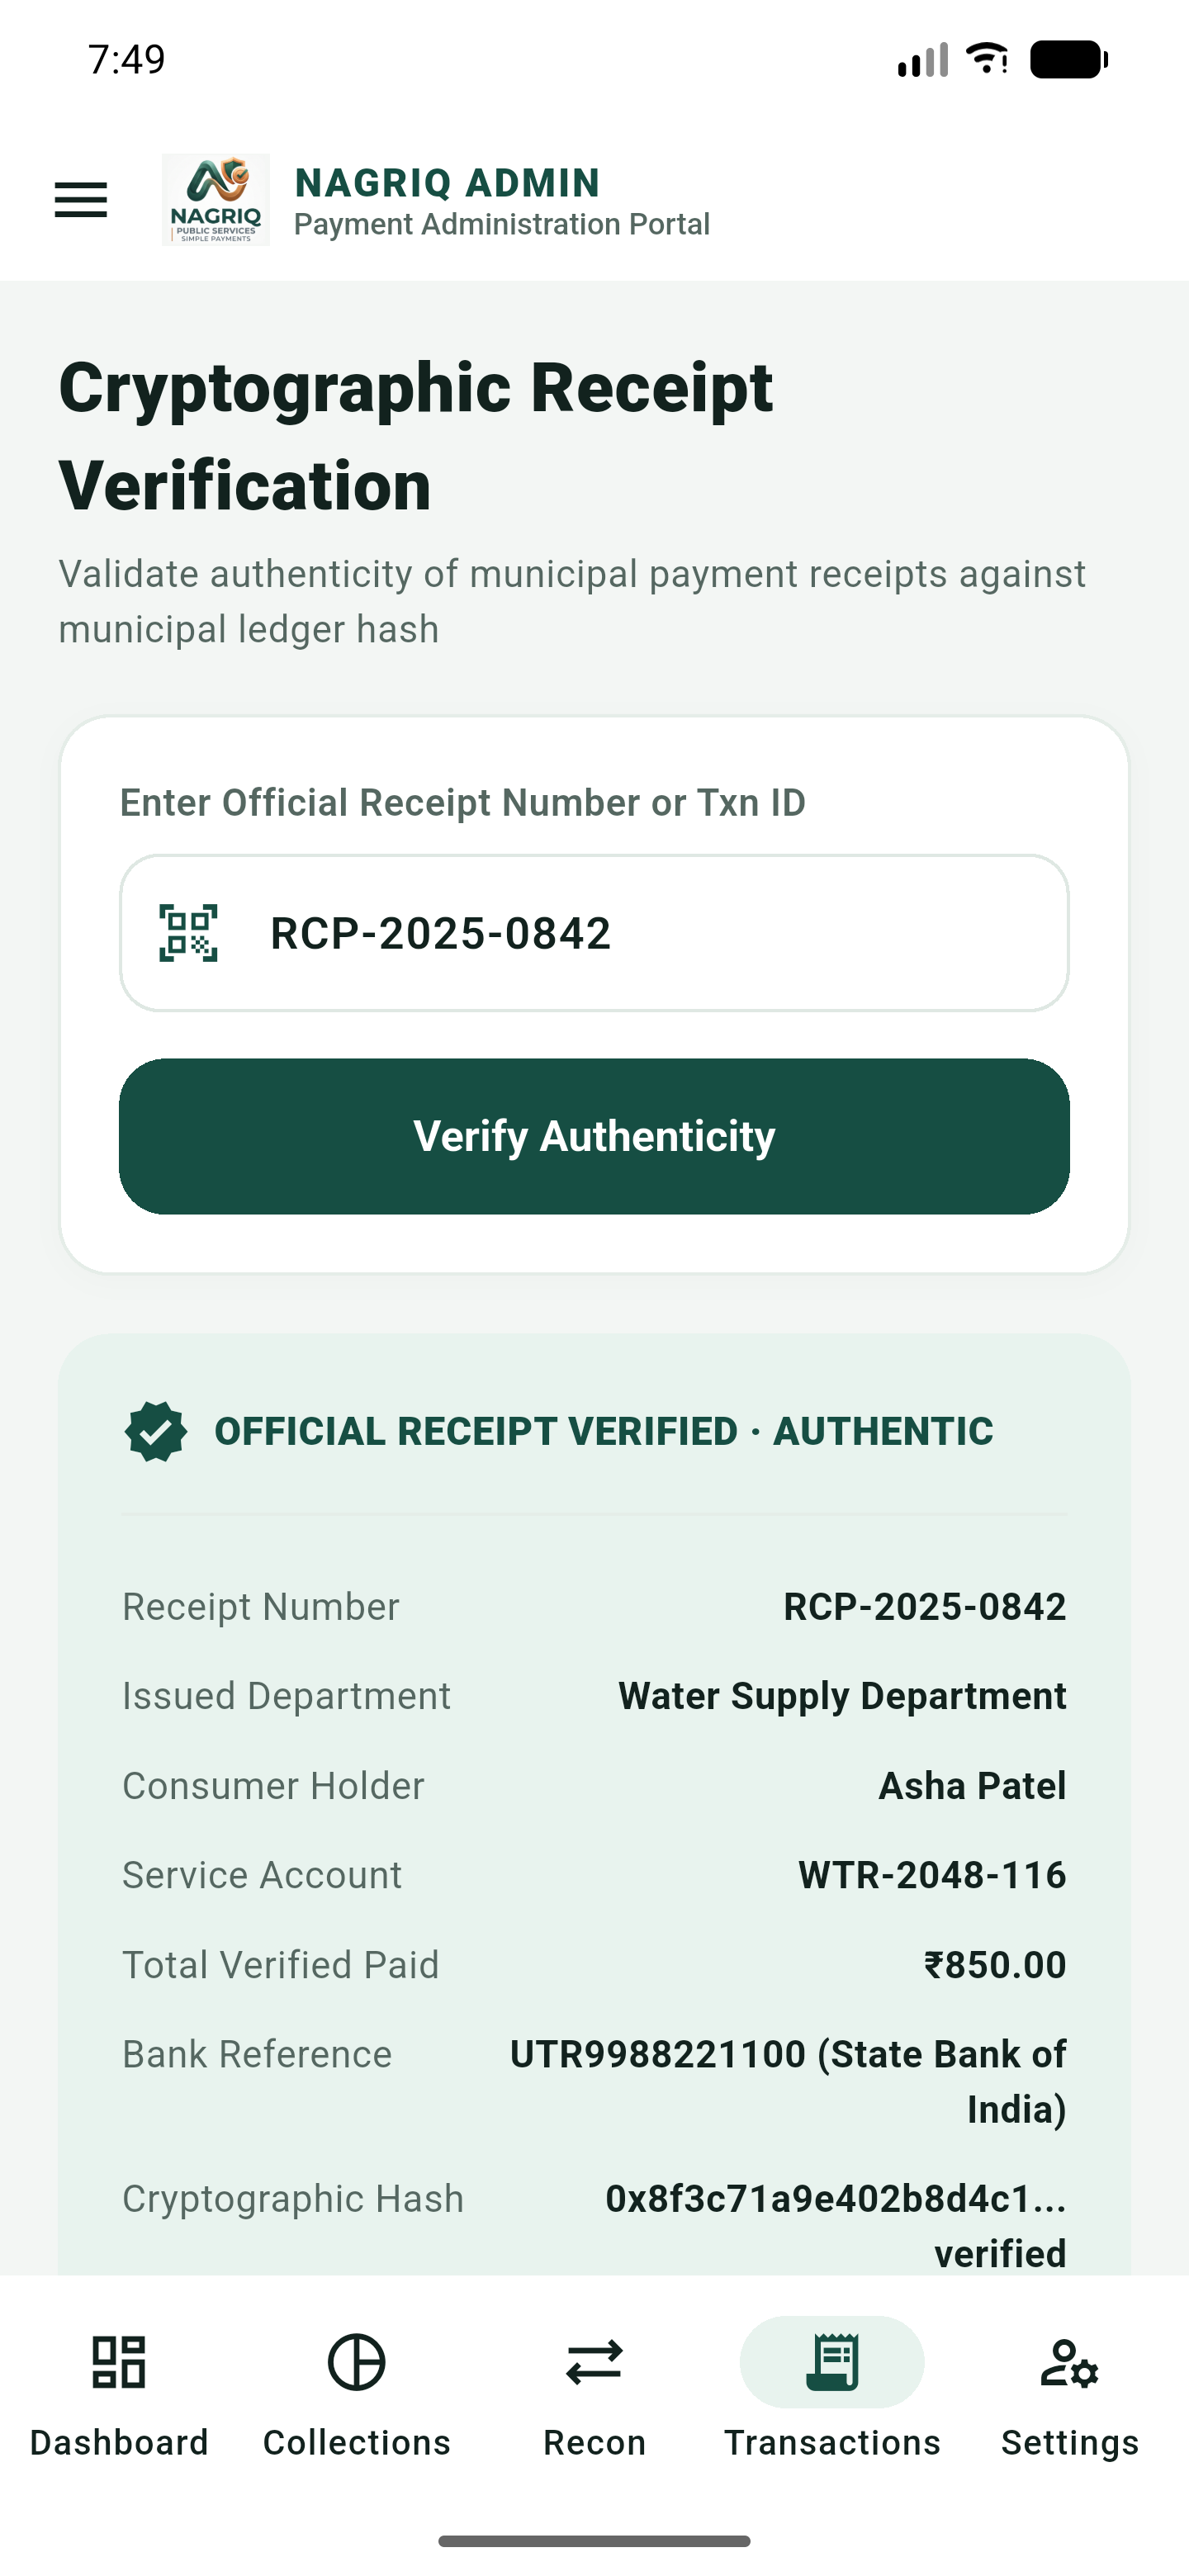 7:49
NAGRIQ
PUBLIC SERVICES
SIMPLE PAYMENTS
NAGRIQ ADMIN
Payment Administration Portal
Cryptographic Receipt
Verification
Validate authenticity of municipal payment receipts against
municipal ledger hash
Enter Official Receipt Number or Txn ID
RCP-2025-0842
Verify Authenticity
OFFICIAL RECEIPT VERIFIED · AUTHENTIC
Receipt Number RCP-2025-0842
Issued Department Water Supply Department
Consumer Holder Asha Patel
Service Account WTR-2048-116
Total Verified Paid ₹850.00
Bank Reference UTR9988221100 (State Bank of
India)
Cryptographic Hash 0x8f3c71a9e402b8d4c1...
verified
Dashboard Collections Recon Transactions Settings